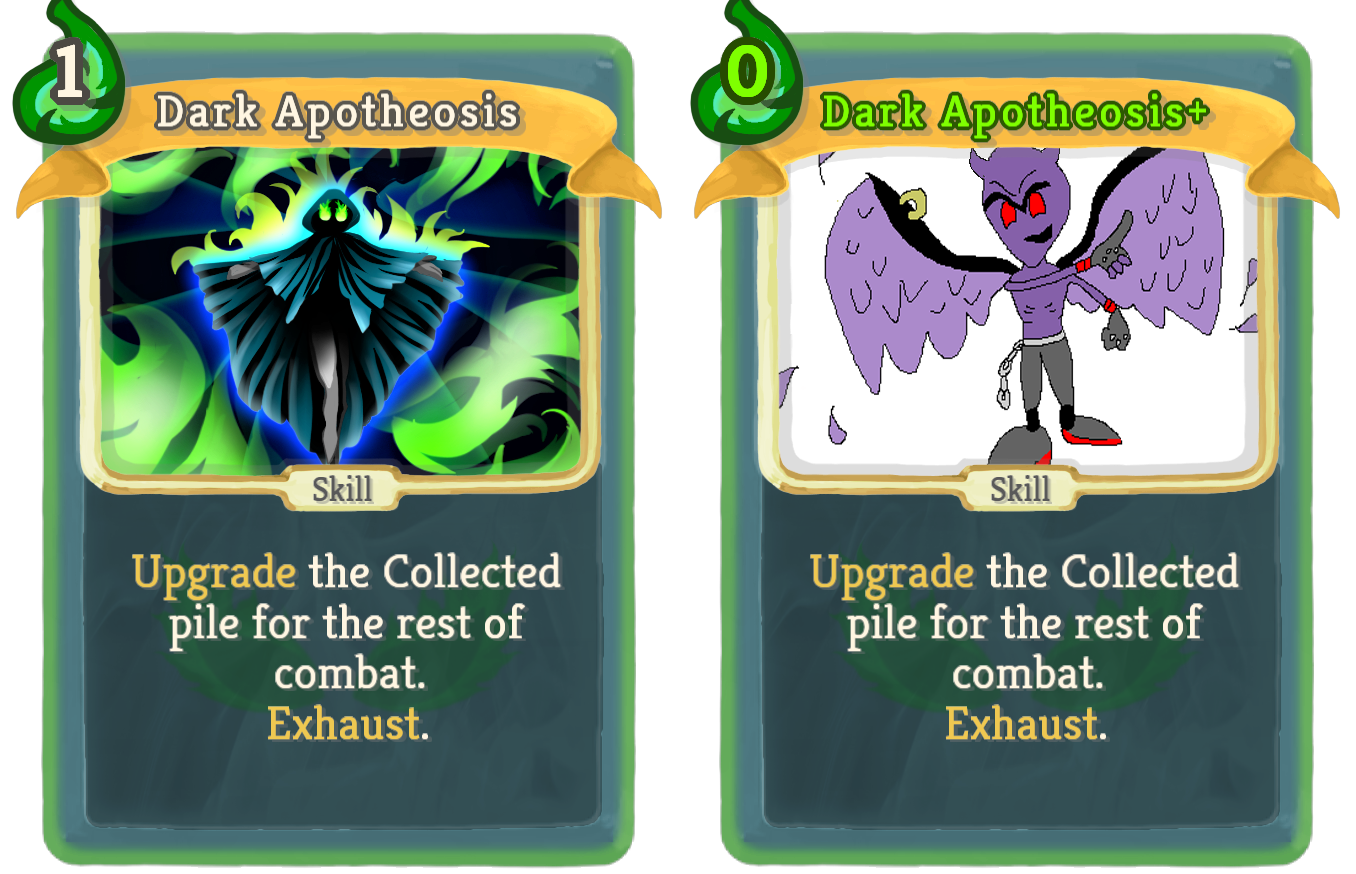 1
Dark Apotheosis
Skill
Upgrade the Collected
pile for the rest of
combat.
Exhaust.
0
Dark Apotheosis+
Skill
Upgrade the Collected
pile for the rest of
combat.
Exhaust.